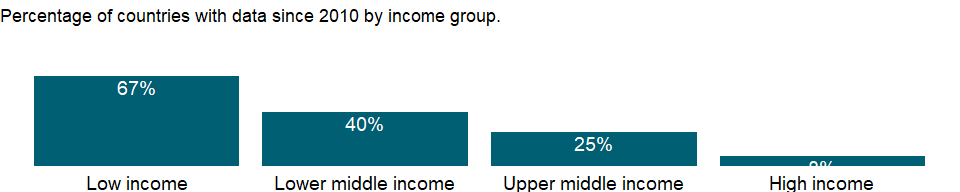 Percentage of countries with data since 2010 by income group.
67%
40%
25%
Low income
Lower middle income
Upper middle income
High income